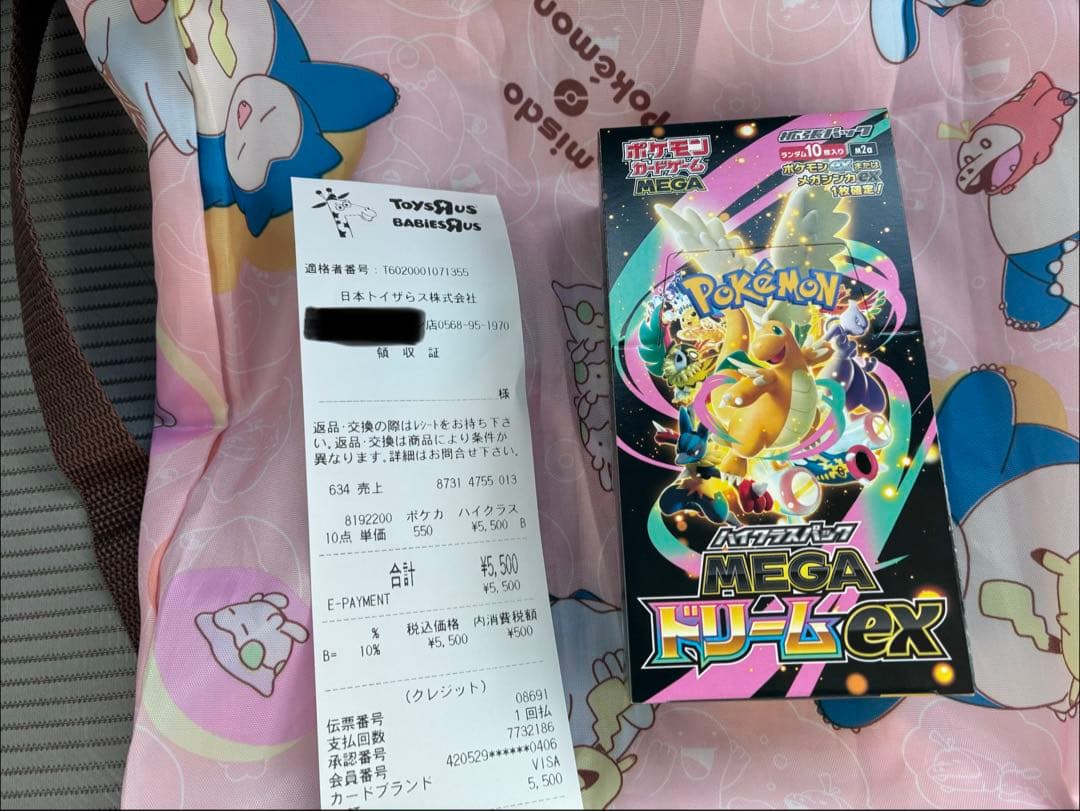 misdo
Pokémon
TOYSRUS
BABIESRUS
適格者番号 : T6020001071355
日本トイザらス株式会社
店0568-95-1970
領 収 証
様
返品・交換の際はレシートをお持ち下さ
い。返品・交換は商品により条件が
異なります。詳細はお問合せ下さい。
634 売上 8731 4755 013
8192200 ポケカ ハイクラス
10点 単価 550 ¥5,500 B
合計 ¥5,500
E-PAYMENT ¥5,500
% 税込価格 内消費税額
B= 10% ¥5,500 ¥500
(クレジット)
伝票番号 08691
支払回数 1回払
承認番号 7732186
会員番号 420529******0406
カードブランド VISA
5,500
ポケモン
カードゲーム
MEGA
拡張パック
ランダム10枚入り 第2a
ポケモンexまたは
メガシンカex
1枚確定!
POKéMON
ハイクラスパック
MEGA
ドリームex